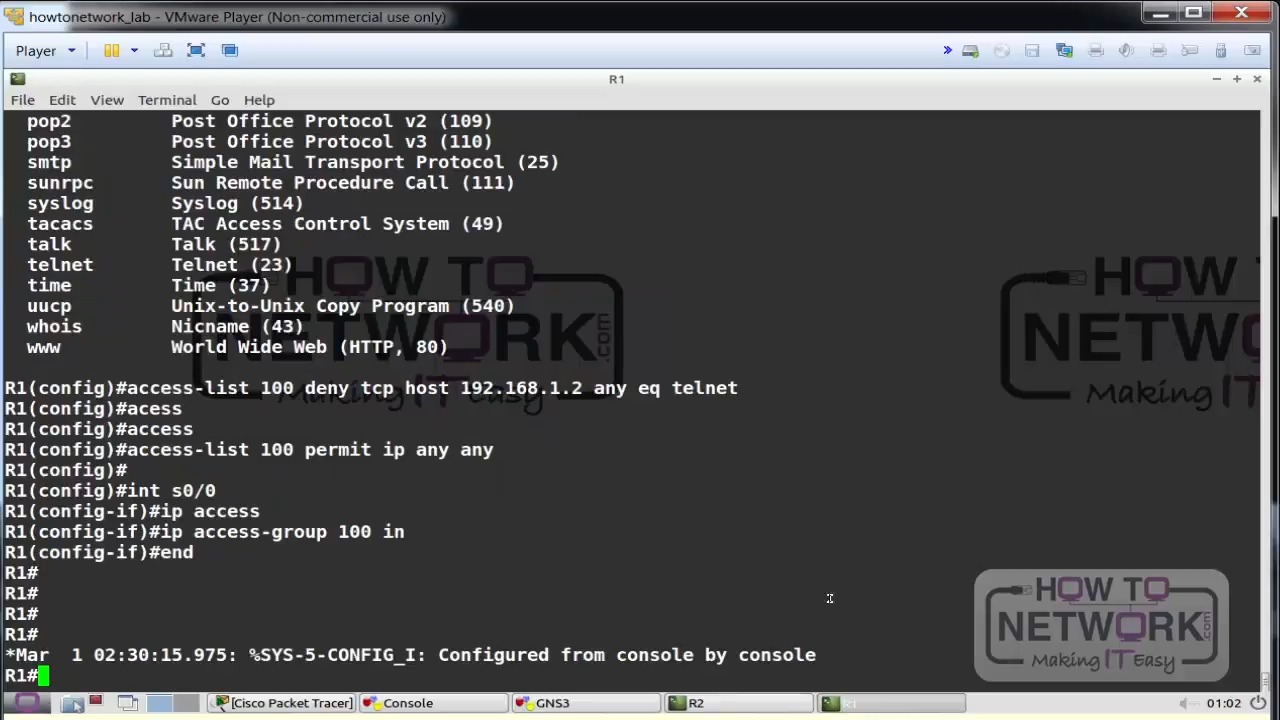 howtonetwork_lab - VMware Player (Non-commercial use only)
Player
R1
File Edit View Terminal Go Help
pop2 Post Office Protocol v2 (109)
pop3 Post Office Protocol v3 (110)
smtp Simple Mail Transport Protocol (25)
sunrpc Sun Remote Procedure Call (111)
syslog Syslog (514)
tacacs TAC Access Control System (49)
talk Talk (517)
telnet Telnet (23)
time Time (37)
uucp Unix-to-Unix Copy Program (540)
whois Nicname (43)
www World Wide Web (HTTP, 80)
R1(config)#access-list 100 deny tcp host 192.168.1.2 any eq telnet
R1(config)#acess
R1(config)#access
R1(config)#access-list 100 permit ip any any
R1(config)#
R1(config)#int s0/0
R1(config-if)#ip access
R1(config-if)#ip access-group 100 in
R1(config-if)#end
R1#
R1#
R1#
R1#
*Mar 1 02:30:15.975: %SYS-5-CONFIG_I: Configured from console by console
R1#
HOW TO
NETWORK.com
Making IT Easy
HOW TO
NETWORK
Making IT E
HOW TO
NETWORK.com
Making IT Easy
[Cisco Packet Tracer] Console GNS3 R2 R1 01:02